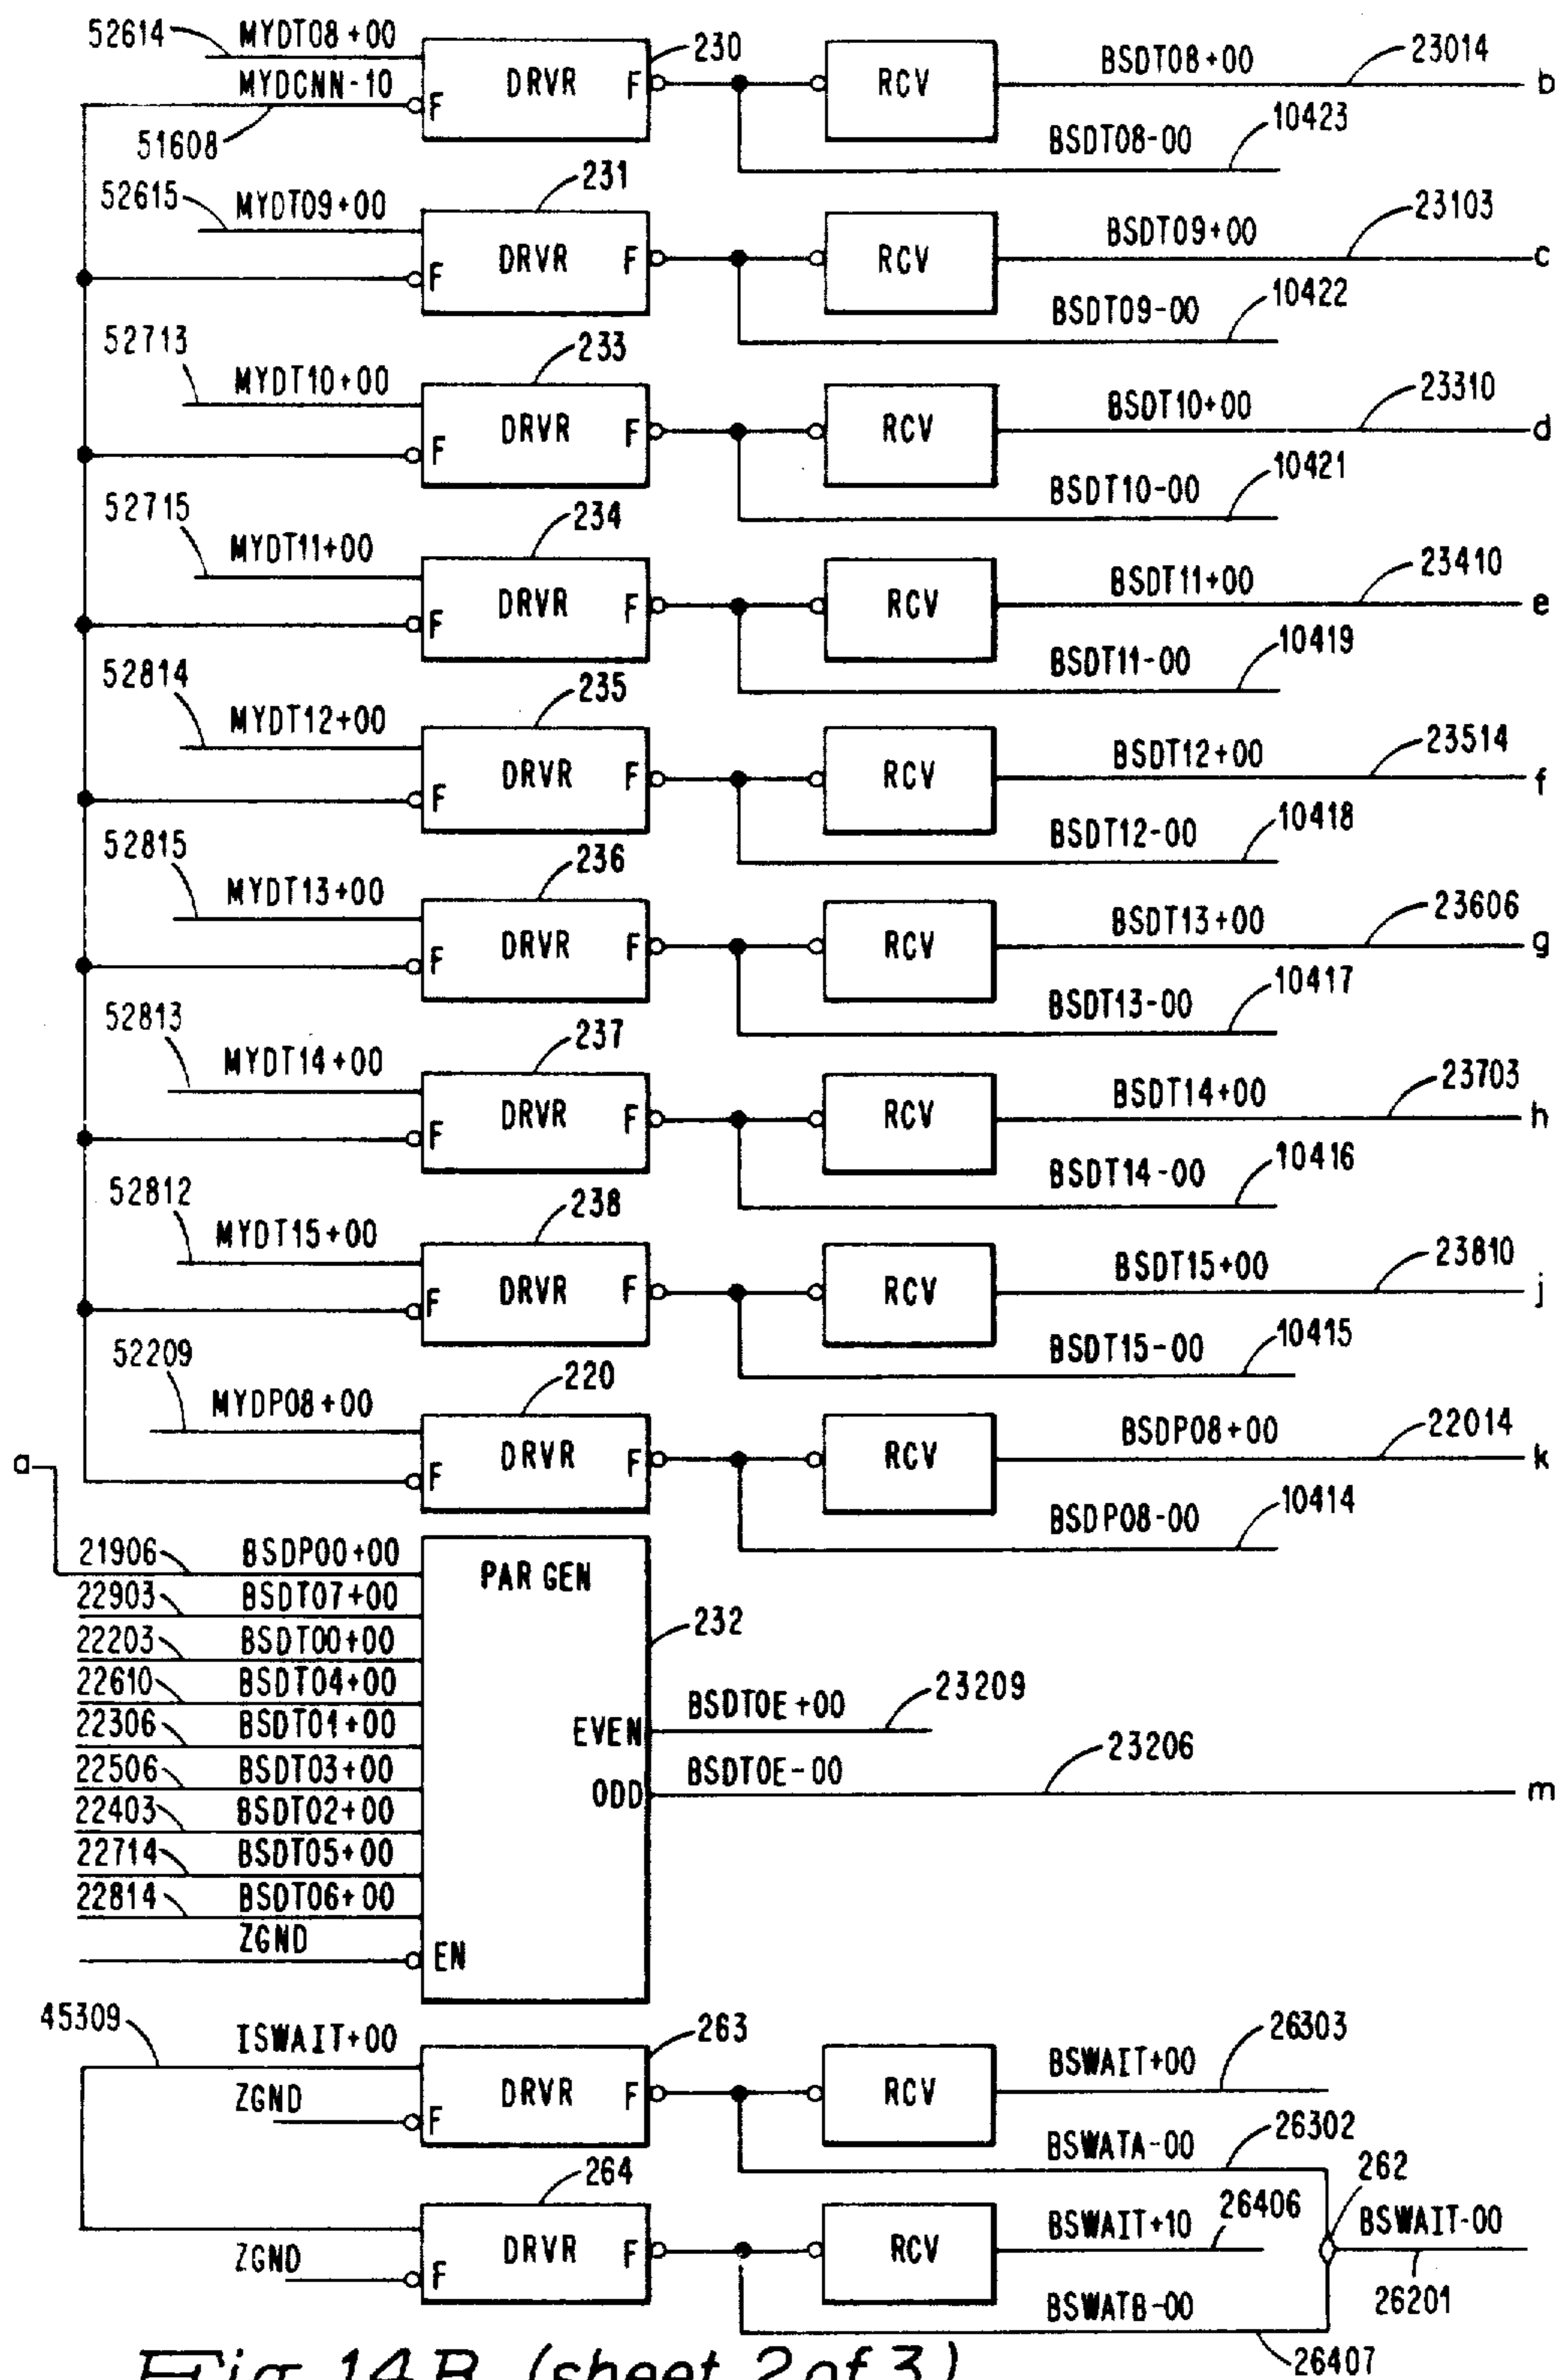 52614 MYDT08+00 230 23014
DRVR F RCV BSDT08+00 b
MYDCNN-10 F
51608 BSDT08-00 10423
52615 MYDT09+00 231 23103
DRVR F RCV BSDT09+00 c
F BSDT09-00 10422
52713 MYDT10+00 233 23310
DRVR F RCV BSDT10+00 d
F BSDT10-00 10421
52715 MYDT11+00 234 23410
DRVR F RCV BSDT11+00 e
F BSDT11-00 10419
52814 MYDT12+00 235 23514
DRVR F RCV BSDT12+00 f
F BSDT12-00 10418
52815 MYDT13+00 236 23606
DRVR F RCV BSDT13+00 g
F BSDT13-00 10417
52813 MYDT14+00 237 23703
DRVR F RCV BSDT14+00 h
F BSDT14-00 10416
52812 MYDT15+00 238 23810
DRVR F RCV BSDT15+00 j
F BSDT15-00 10415
52209 MYDP08+00 220 22014
DRVR F RCV BSDP08+00 k
a F BSDP08-00 10414
21906 BSDP00+00 PAR GEN
22903 BSDT07+00 232
22203 BSDT00+00
22610 BSDT04+00
22306 BSDT01+00 EVEN BSDT0E+00 23209
22506 BSDT03+00 ODD BSDT0E-00 23206 m
22403 BSDT02+00
22714 BSDT05+00
22814 BSDT06+00
ZGND EN
45309 ISWAIT+00 263 26303
DRVR F RCV BSWAIT+00
ZGND F
BSWATA-00 26302
264 262
DRVR F RCV BSWAIT+10 26406 BSWAIT-00
ZGND F 26201
BSWATB-00 26407
Fig. 14B (sheet 2 of 3)